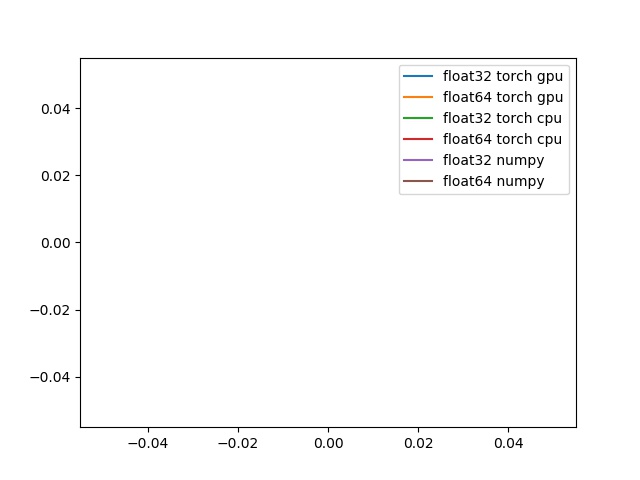 float32 torch gpu
float64 torch gpu
float32 torch cpu
float64 torch cpu
float32 numpy
float64 numpy
0.04
0.02
0.00
−0.02
−0.04
−0.04 −0.02 0.00 0.02 0.04